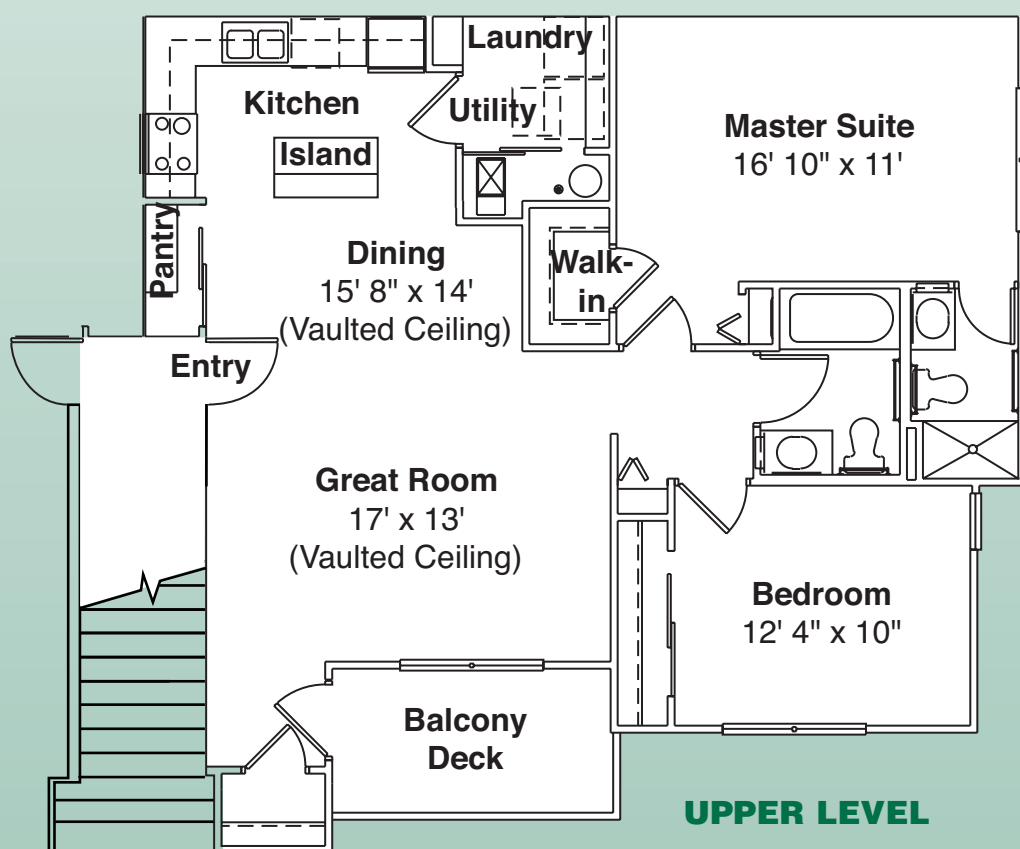 Laundry
Kitchen
Utility
Island
Master Suite
16' 10" x 11'
Pantry
Dining
15' 8" x 14'
(Vaulted Ceiling)
Walk-
in
Entry
Great Room
17' x 13'
(Vaulted Ceiling)
Bedroom
12' 4" x 10"
Balcony
Deck
UPPER LEVEL